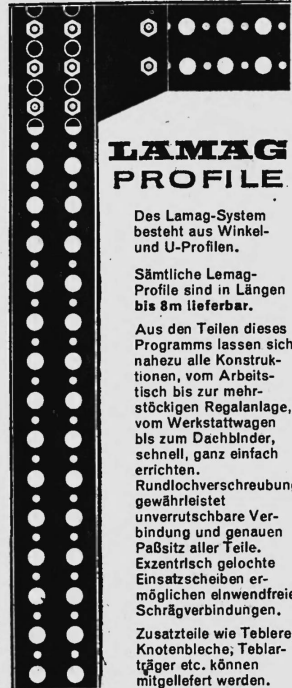 LAMAG
PROFILE
Des Lamag-System
besteht aus Winkel-
und U-Profilen.
Sämtliche Lemag-
Profile sind in Längen
bis 8m lieferbar.
Aus den Teilen dieses
Programms lassen sich
nahezu alle Konstruk-
tionen, vom Arbeits-
tisch bis zur mehr-
stöckigen Regalanlage,
vom Werkstattwagen
bis zum Dachbinder,
schnell, ganz einfach
errichten.
Rundlochverschreubung
gewährleistet
unverrutschbare Ver-
bindung und genauen
Paßsitz aller Teile.
Exzentrisch gelochte
Einsatzscheiben er-
möglichen einwendfreie
Schrägverbindungen.
Zusatzteile wie Teblere
Knotenbleche, Teblar-
träger etc. können
mitgeliefert werden.